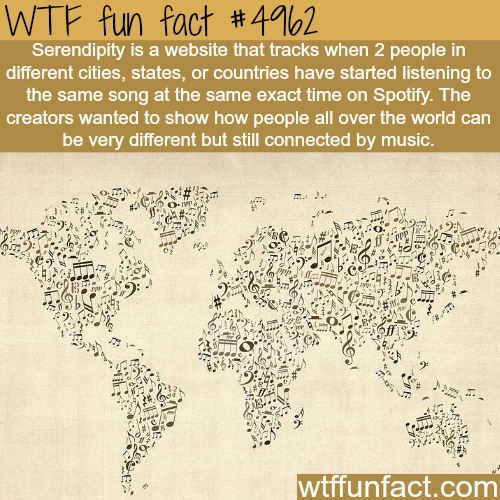 WTF fun fact #4962
Serendipity is a website that tracks when 2 people in
different cities, states, or countries have started listening to
the same song at the same exact time on Spotify. The
creators wanted to show how people all over the world can
be very different but still connected by music.
wtffunfact.com